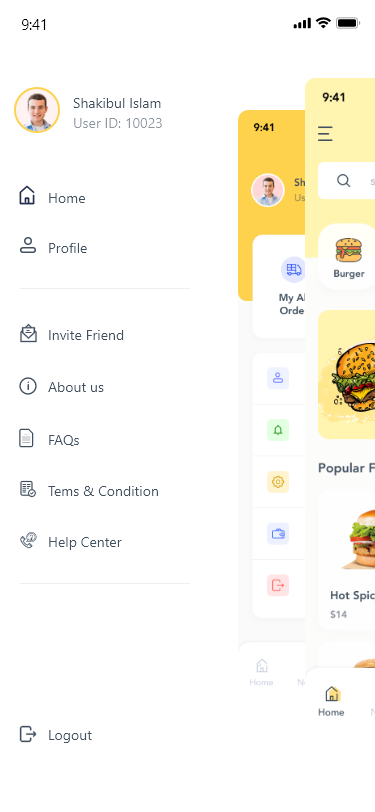 9:41
Shakibul Islam
User ID: 10023
Home
Profile
Invite Friend
About us
FAQs
Tems & Condition
Help Center
Logout
9:41
Sh
My Al
Orde
Home
9:41
Burger
Popular F
Hot Spic
$14
Home